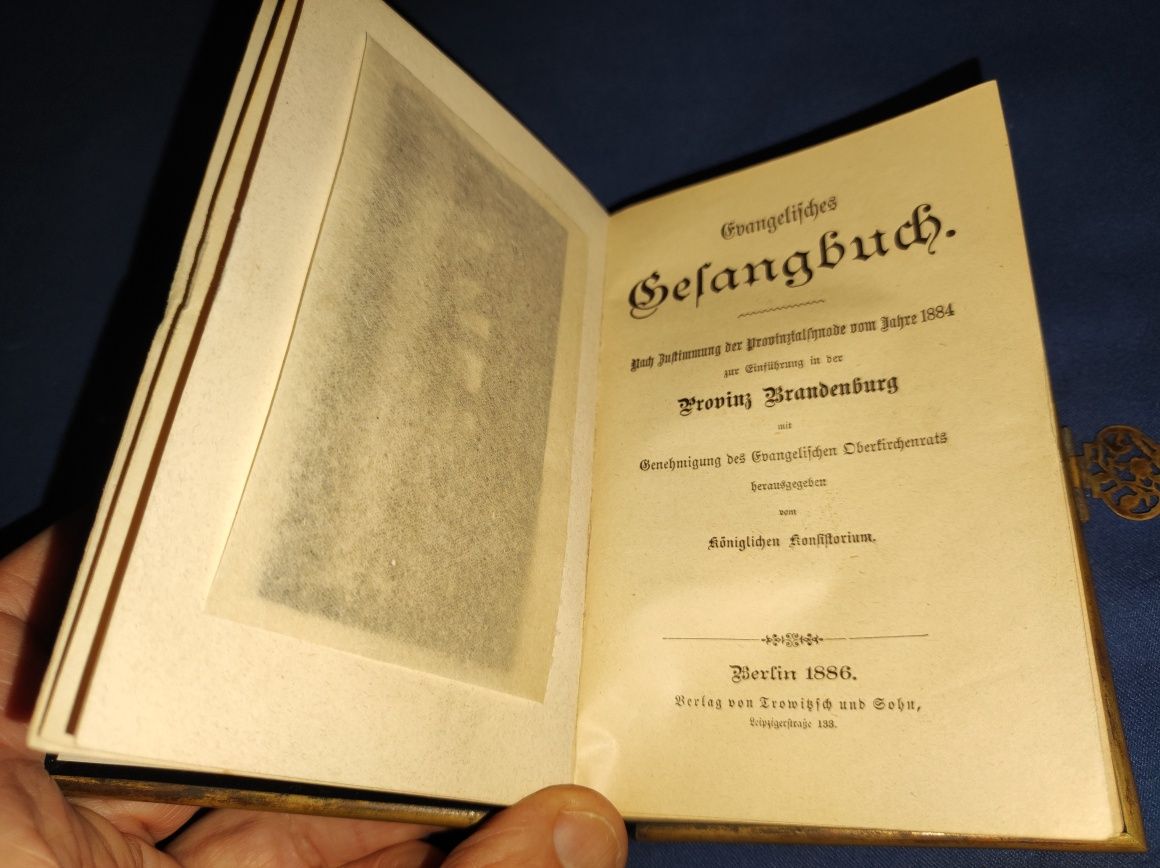 Evangeliſches
Geſangbuch.
Nach Zuſtimmung der Provinzialſynode vom Jahre 1884
zur Einführung in der
Provinz Brandenburg
mit
Genehmigung des Evangeliſchen Oberkirchenrats
herausgegeben
vom
Königlichen Konſiſtorium.
Berlin 1886.
Verlag von Trowitzſch und Sohn,
Leipzigerſtraße 133.